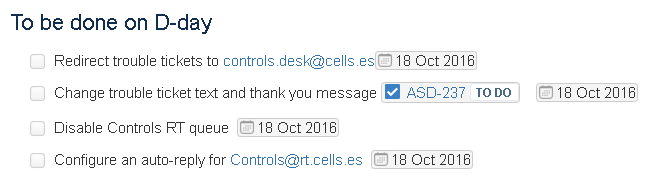 To be done on D-day
Redirect trouble tickets to controls.desk@cells.es 18 Oct 2016
Change trouble ticket text and thank you message ASD-237 TO DO 18 Oct 2016
Disable Controls RT queue 18 Oct 2016
Configure an auto-reply for Controls@rt.cells.es 18 Oct 2016